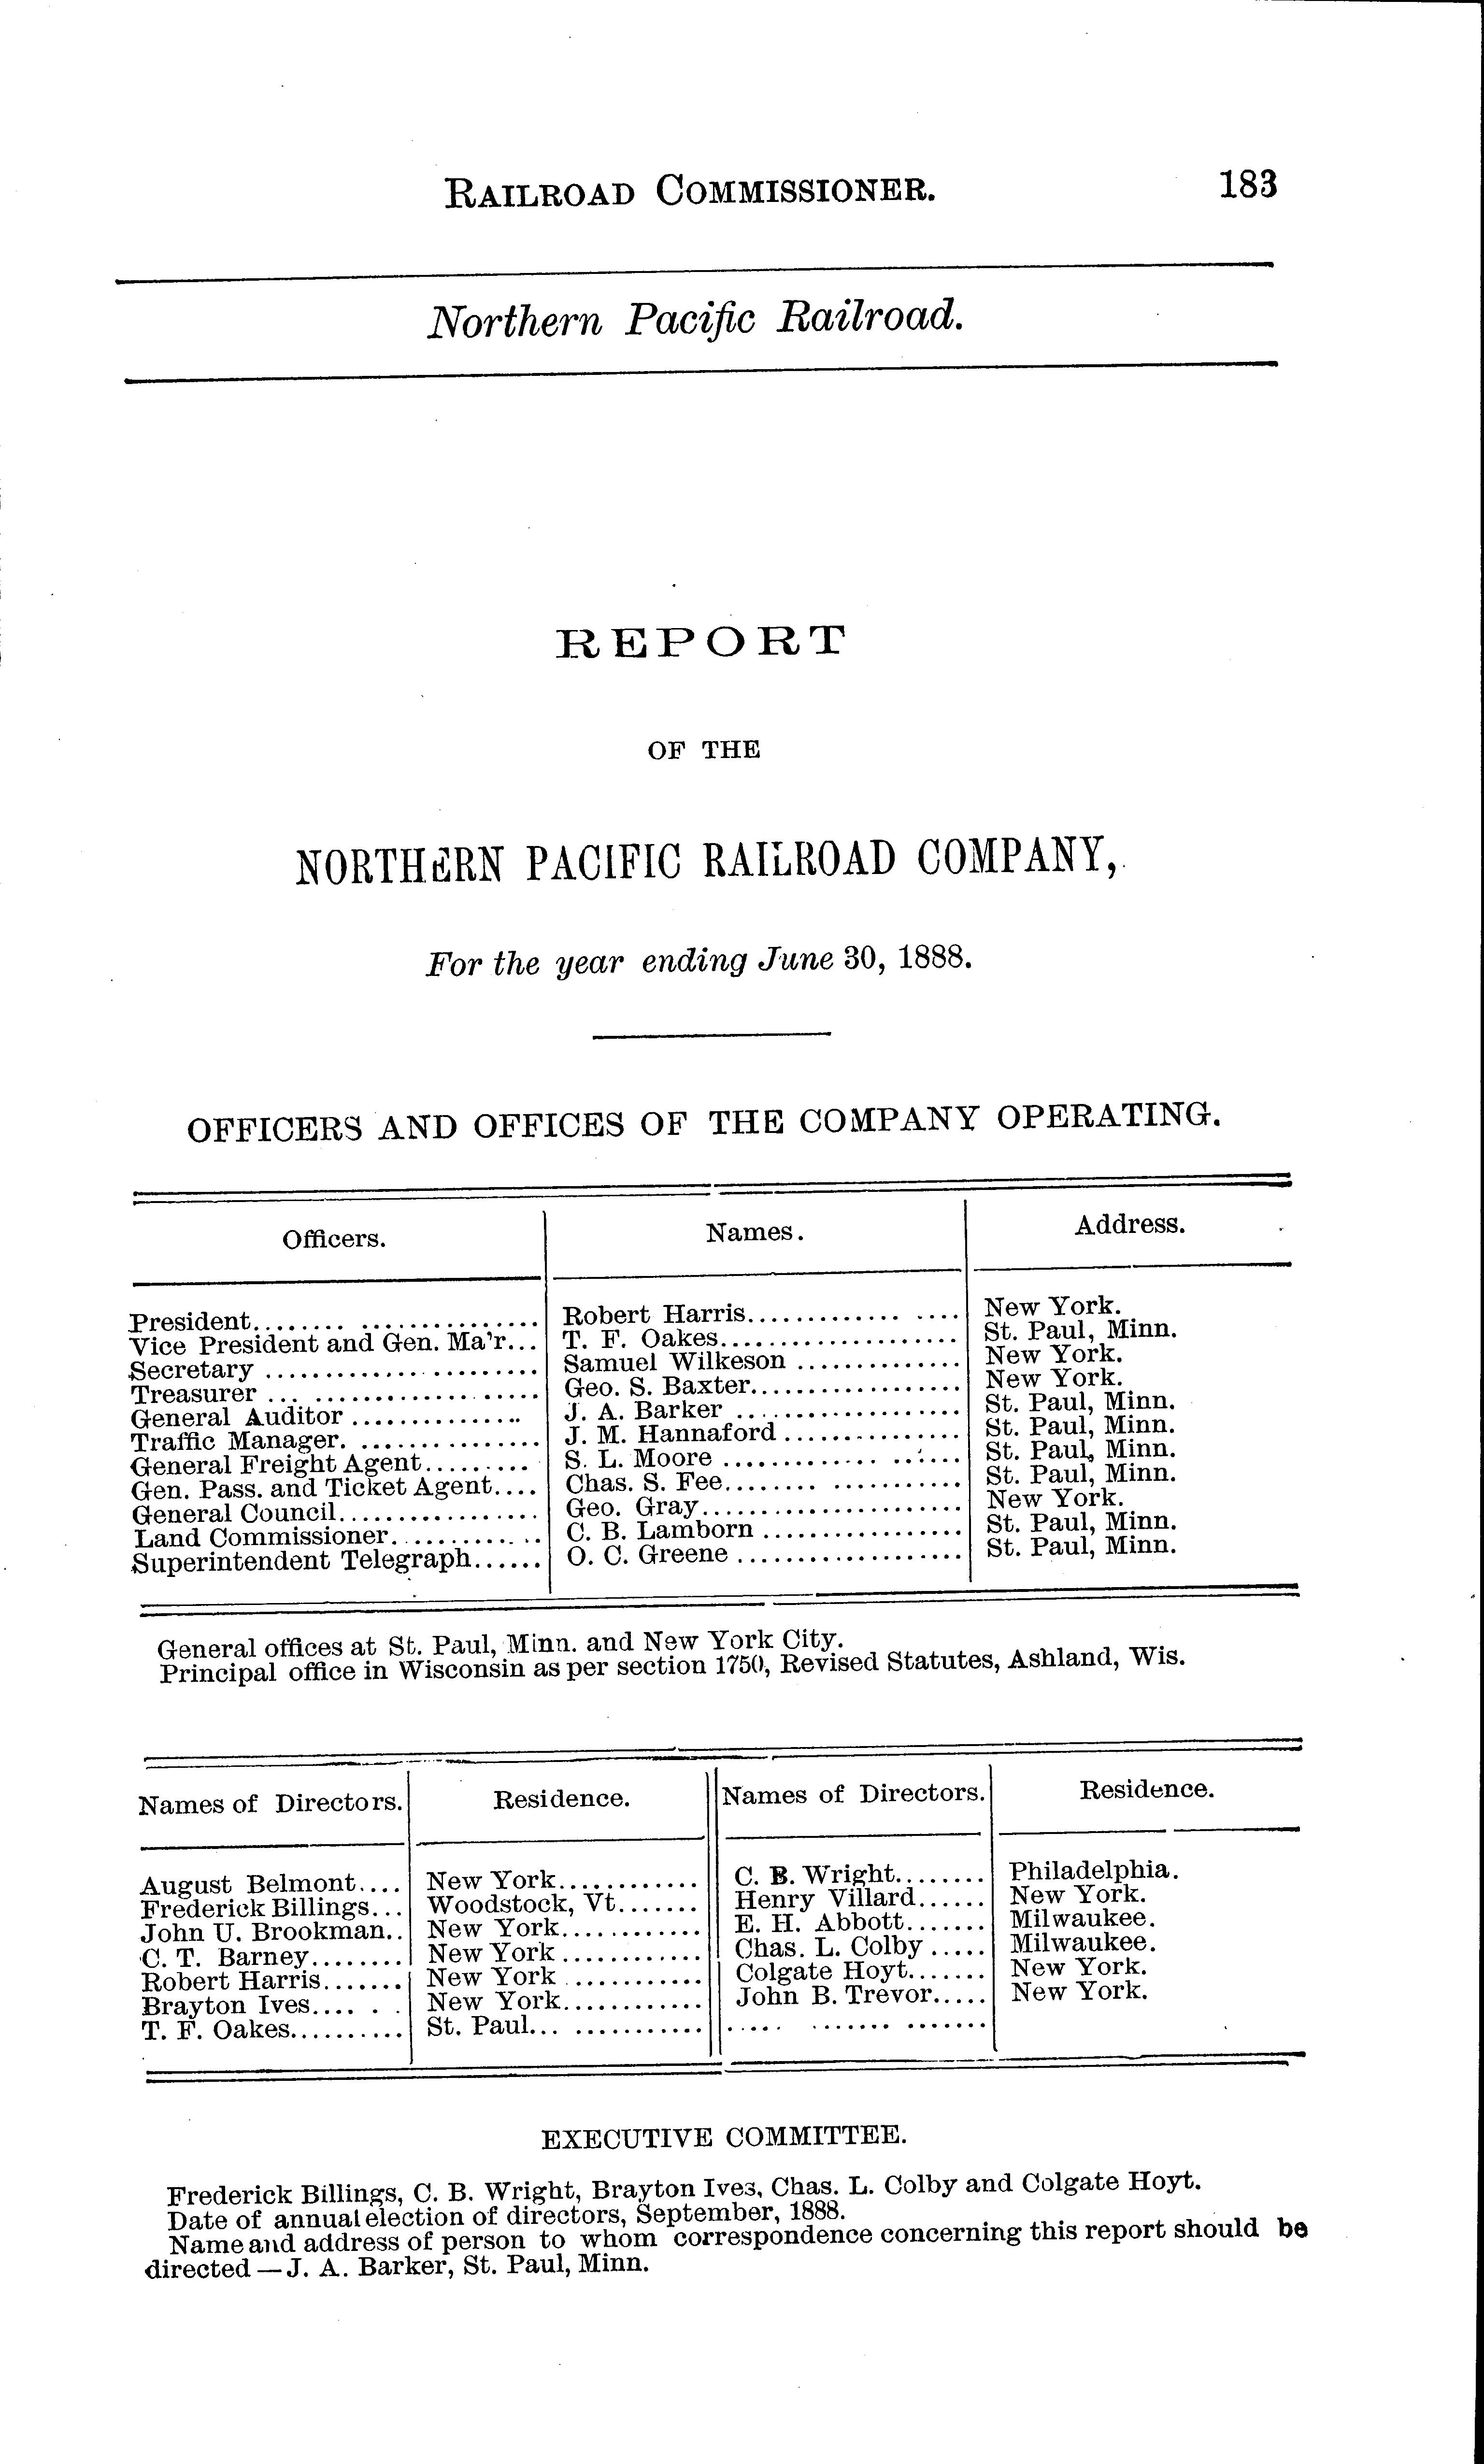 RAILROAD COMMISSIONER. 183
Northern Pacific Railroad.
REPORT
OF THE
NORTHERN PACIFIC RAILROAD COMPANY,
For the year ending June 30, 1888.
OFFICERS AND OFFICES OF THE COMPANY OPERATING.
Officers. Names. Address.
President........ .............. Robert Harris............. .... New York.
Vice President and Gen. Ma'r... T. F. Oakes................... St. Paul, Minn.
Secretary ...................... Samuel Wilkeson .............. New York.
Treasurer ... .................. Geo. S. Baxter................. New York.
General Auditor .............. J. A. Barker .................. St. Paul, Minn.
Traffic Manager. ............... J. M. Hannaford ............... St. Paul, Minn.
General Freight Agent......... S. L. Moore ............. ...... St. Paul, Minn.
Gen. Pass. and Ticket Agent.... Chas. S. Fee........ ........... St. Paul, Minn.
General Council................. Geo. Gray..................... New York.
Land Commissioner............. C. B. Lamborn ................ St. Paul, Minn.
Superintendent Telegraph...... O. C. Greene ................... St. Paul, Minn.
General offices at St. Paul, Minn. and New York City.
Principal office in Wisconsin as per section 1750, Revised Statutes, Ashland, Wis.
Names of Directors. Residence. Names of Directors. Residence.
August Belmont.... New York............ C. B. Wright........ Philadelphia.
Frederick Billings... Woodstock, Vt....... Henry Villard...... New York.
John U. Brookman.. New York............ E. H. Abbott....... Milwaukee.
C. T. Barney........ New York............ Chas. L. Colby ..... Milwaukee.
Robert Harris....... New York ............ Colgate Hoyt....... New York.
Brayton Ives.... . . New York............ John B. Trevor..... New York.
T. F. Oakes.......... St. Paul... ........... ..... ....... .......
EXECUTIVE COMMITTEE.
Frederick Billings, C. B. Wright, Brayton Ives, Chas. L. Colby and Colgate Hoyt.
Date of annual election of directors, September, 1888.
Name and address of person to whom correspondence concerning this report should be
directed — J. A. Barker, St. Paul, Minn.